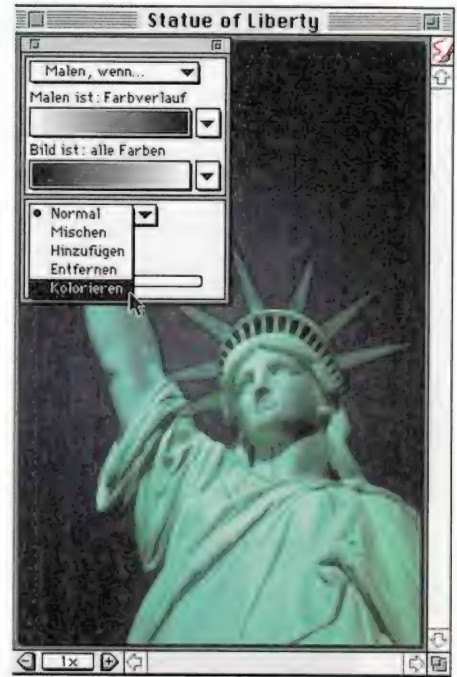 Statue of Liberty
Malen, wenn...
Malen ist: Farbverlauf
Bild ist: alle Farben
Normal
Mischen
Hinzufügen
Entfernen
Kolorieren
1x